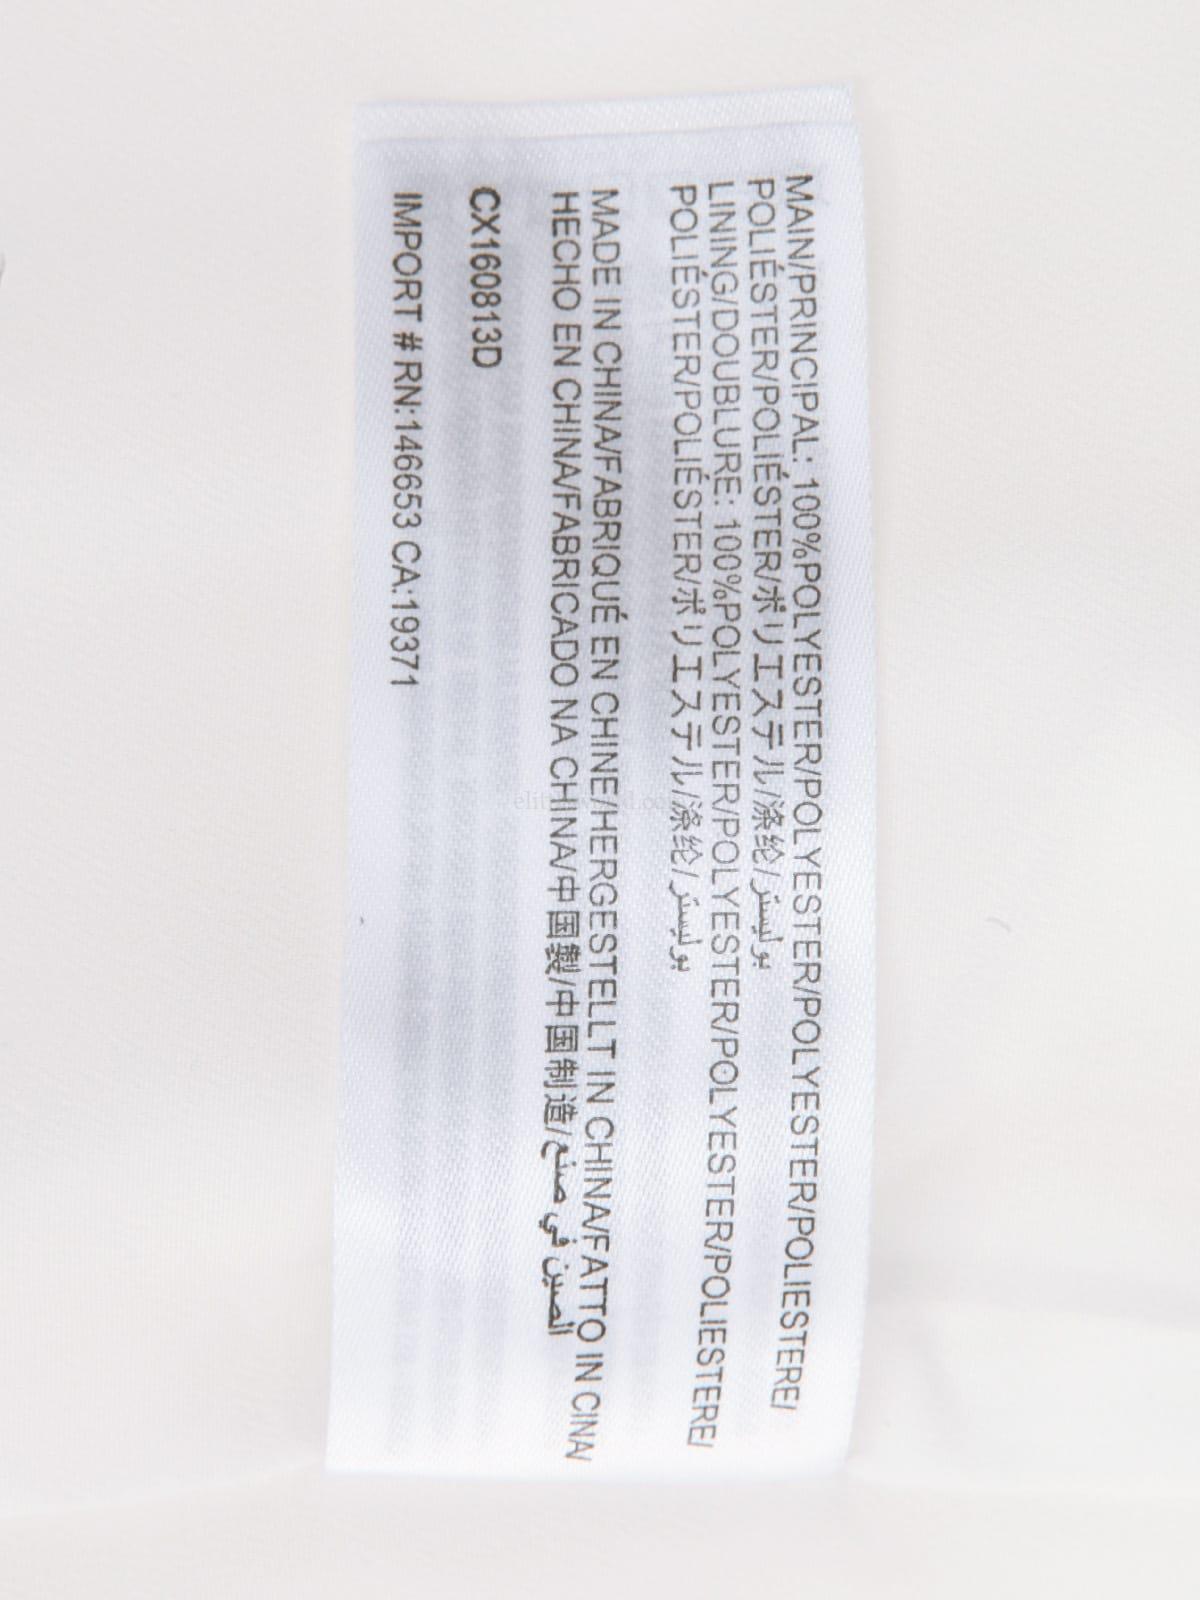 MAIN/PRINCIPAL: 100%POLYESTER/POLYESTER/POLYESTER/POLIESTERE/
POLIÉSTER/POLIÉSTER/ポリエステル/涤纶/بوليستر
LINING/DOUBLURE: 100%POLYESTER/POLYESTER/POLYESTER/POLIESTERE/
POLIÉSTER/POLIÉSTER/ポリエステル/涤纶/بوليستر
MADE IN CHINA/FABRIQUÉ EN CHINE/HERGESTELLT IN CHINA/FATTO IN CINA/
HECHO EN CHINA/FABRICADO NA CHINA/中国製/中国制造/صنع في الصين
CX160813D
IMPORT # RN:146653 CA:19371